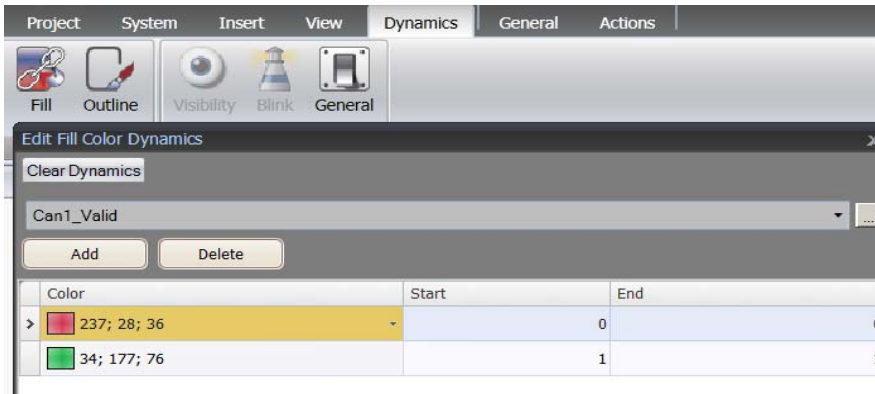 Project System Insert View Dynamics General Actions
Fill Outline Visibility Blink General
Edit Fill Color Dynamics
Clear Dynamics
Can1_Valid
...
Add Delete
Color Start End
237; 28; 36 0
34; 177; 76 1